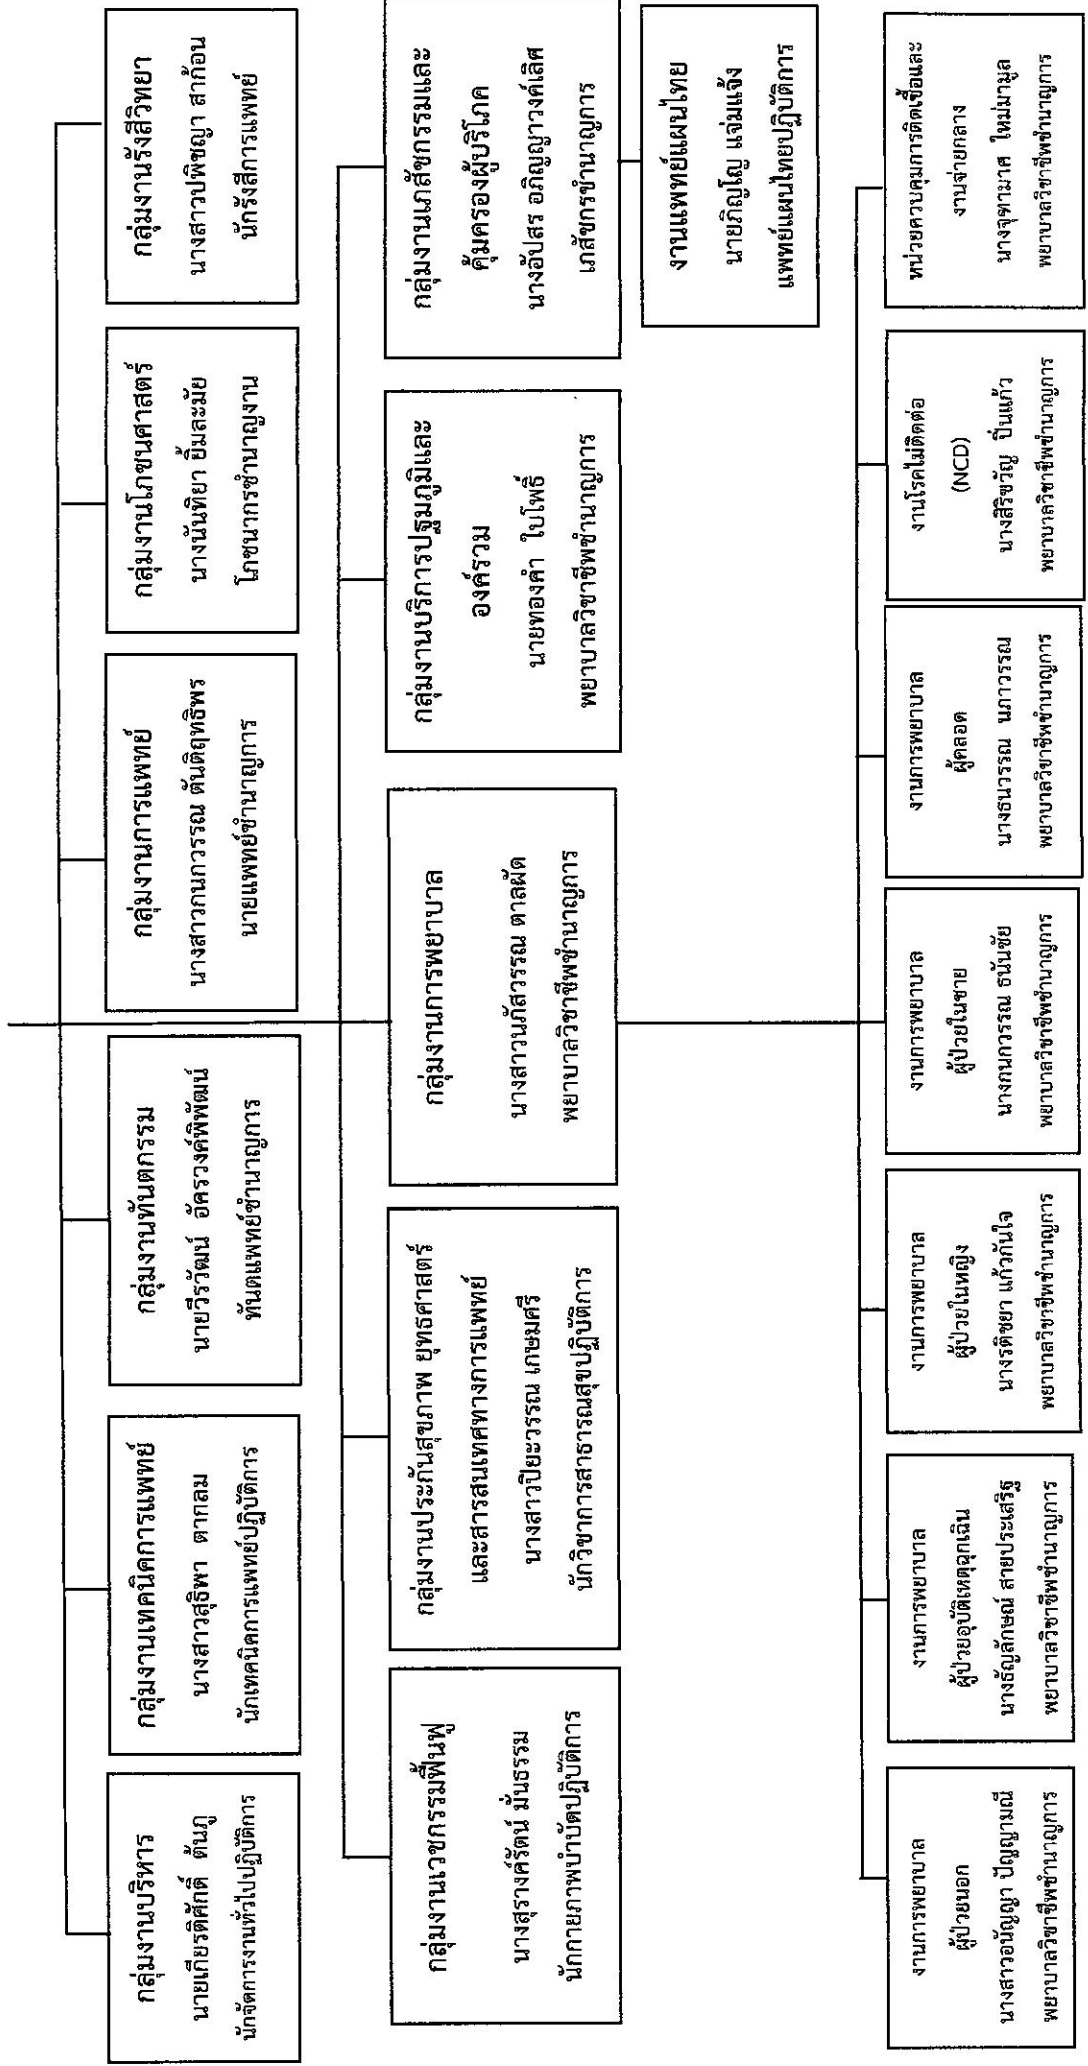 กลุ่มงานบริหาร
นายเกียรติศักดิ์ ต้นภู
นักจัดการงานทั่วไปปฏิบัติการ
กลุ่มงานเทคนิคการแพทย์
นางสาวสุธิพา ตากลม
นักเทคนิคการแพทย์ปฏิบัติการ
กลุ่มงานทันตกรรม
นายวีรวัฒน์ อัครวงค์พิพัฒน์
ทันตแพทย์ชำนาญการ
กลุ่มงานการแพทย์
นางสาวกนกวรรณ ตันติฤทธิพร
นายแพทย์ชำนาญการ
กลุ่มงานโภชนศาสตร์
นางนันทิยา ยิ้มละมัย
โภชนากรชำนาญงาน
กลุ่มงานรังสีวิทยา
นางสาวปพิชญา สาก้อน
นักรังสีการแพทย์
กลุ่มงานเวชกรรมฟื้นฟู
นางสุรางค์รัตน์ มั่นธรรม
นักกายภาพบำบัดปฏิบัติการ
กลุ่มงานประกันสุขภาพ ยุทธศาสตร์
และสารสนเทศทางการแพทย์
นางสาวปิยะวรรณ เกษมศรี
นักวิชาการสาธารณสุขปฏิบัติการ
กลุ่มงานการพยาบาล
นางสาวนภัสวรรณ ตาลผัด
พยาบาลวิชาชีพชำนาญการ
กลุ่มงานบริการปฐมภูมิและ
องค์รวม
นายทองคำ ใบโพธิ์
พยาบาลวิชาชีพชำนาญการ
กลุ่มงานเภสัชกรรมและ
คุ้มครองผู้บริโภค
นางอัปสร อภิญญาวงค์เลิศ
เภสัชกรชำนาญการ
งานแพทย์แผนไทย
นายภิญโญ แจ่มแจ้ง
แพทย์แผนไทยปฏิบัติการ
งานการพยาบาล
ผู้ป่วยนอก
นางสาวอนัญญา ปัญญามณี
พยาบาลวิชาชีพชำนาญการ
งานการพยาบาล
ผู้ป่วยอุบัติเหตุฉุกเฉิน
นางธัญลักษณ์ สายประเสริฐ
พยาบาลวิชาชีพชำนาญการ
งานการพยาบาล
ผู้ป่วยในหญิง
นางรติชยา แก้วกันใจ
พยาบาลวิชาชีพชำนาญการ
งานการพยาบาล
ผู้ป่วยในชาย
นางกนกวรรณ ธนันชัย
พยาบาลวิชาชีพชำนาญการ
งานการพยาบาล
ผู้คลอด
นางธนวรรณ นภาวรรณ
พยาบาลวิชาชีพชำนาญการ
งานโรคไม่ติดต่อ
(NCD)
นางสิริขวัญ ปิ่นแก้ว
พยาบาลวิชาชีพชำนาญการ
หน่วยควบคุมการติดเชื้อและ
งานจ่ายกลาง
นางจุฑามาศ ใหม่มามูล
พยาบาลวิชาชีพชำนาญการ